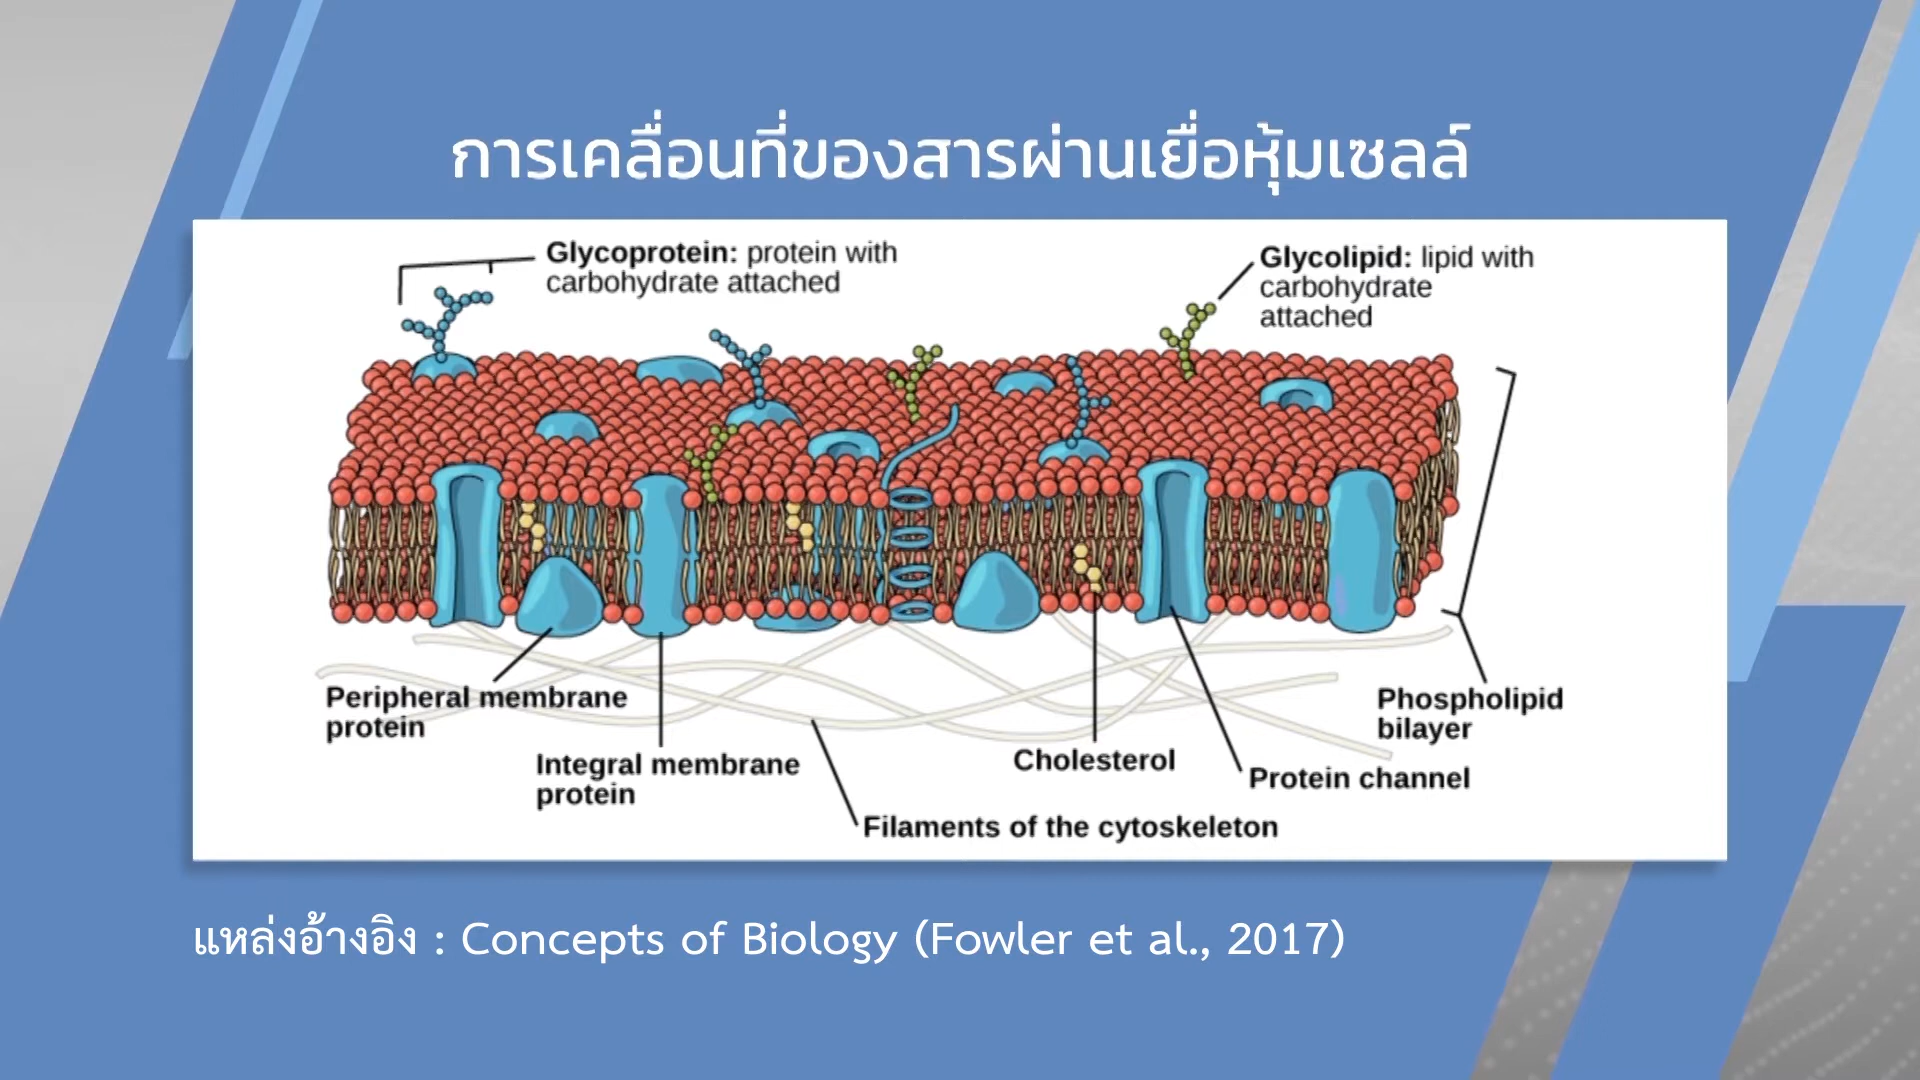 การเคลื่อนที่ของสารผ่านเยื่อหุ้มเซลล์
Glycoprotein: protein with
carbohydrate attached
Glycolipid: lipid with
carbohydrate
attached
Peripheral membrane
protein
Integral membrane
protein
Filaments of the cytoskeleton
Cholesterol
Protein channel
Phospholipid
bilayer
แหล่งอ้างอิง : Concepts of Biology (Fowler et al., 2017)